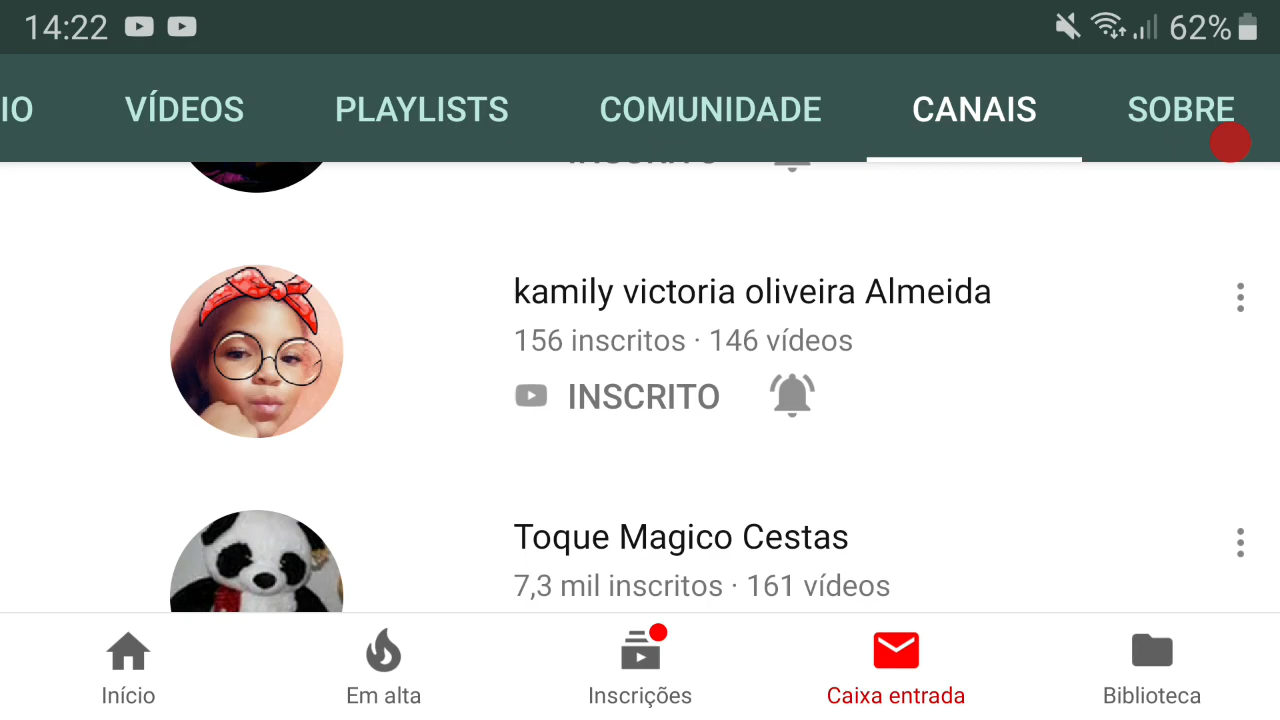 14:22 62%
IO VÍDEOS PLAYLISTS COMUNIDADE CANAIS SOBRE
INSCRITO
kamily victoria oliveira Almeida
156 inscritos · 146 vídeos
INSCRITO
Toque Magico Cestas
7,3 mil inscritos · 161 vídeos
Início Em alta Inscrições Caixa entrada Biblioteca